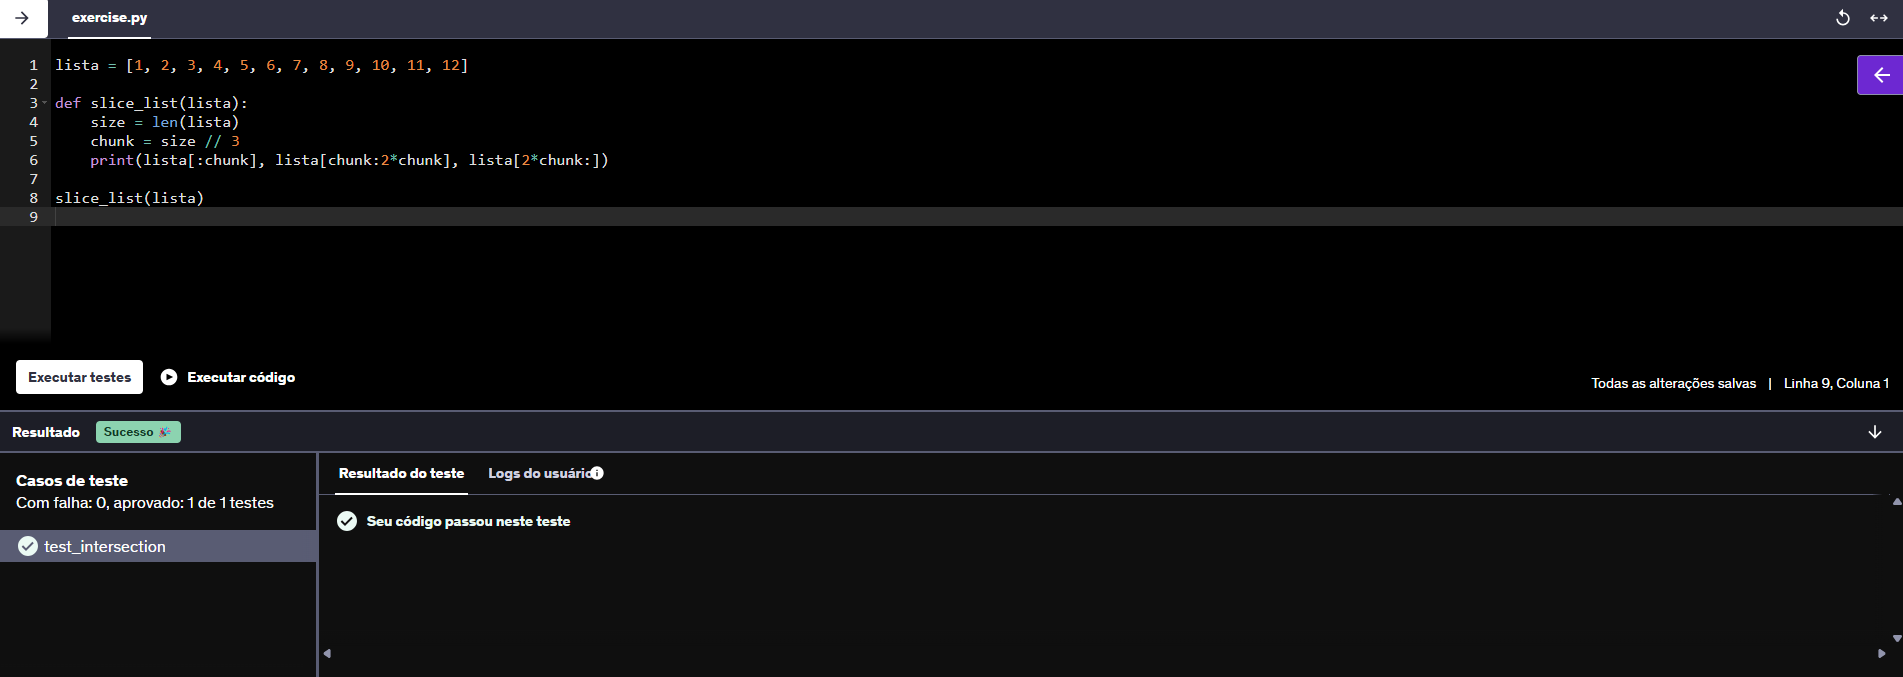 exercise.py
1 lista = [1, 2, 3, 4, 5, 6, 7, 8, 9, 10, 11, 12]
2
3 def slice_list(lista):
4     size = len(lista)
5     chunk = size // 3
6     print(lista[:chunk], lista[chunk:2*chunk], lista[2*chunk:])
7
8 slice_list(lista)
9
Executar testes Executar código
Todas as alterações salvas | Linha 9, Coluna 1
Resultado Sucesso 🎉
Casos de teste
Com falha: 0, aprovado: 1 de 1 testes
test_intersection
Resultado do teste Logs do usuário
Seu código passou neste teste